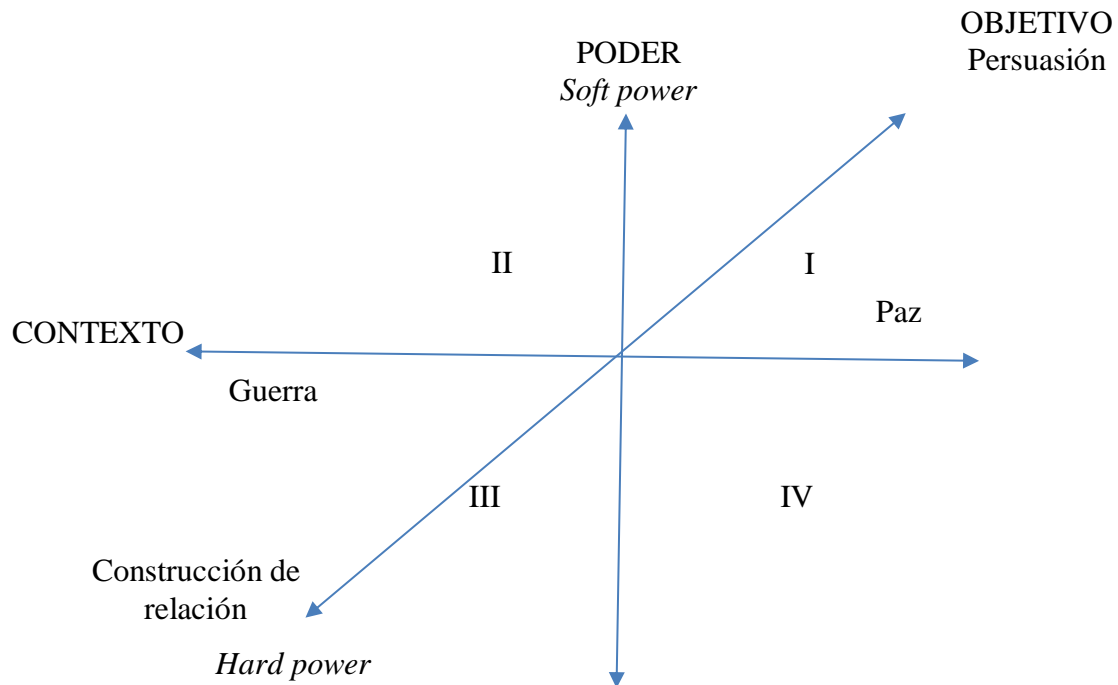 OBJETIVO
Persuasión
PODER
Soft power
II
I
Paz
CONTEXTO
Guerra
III
IV
Construcción de
relación
Hard power